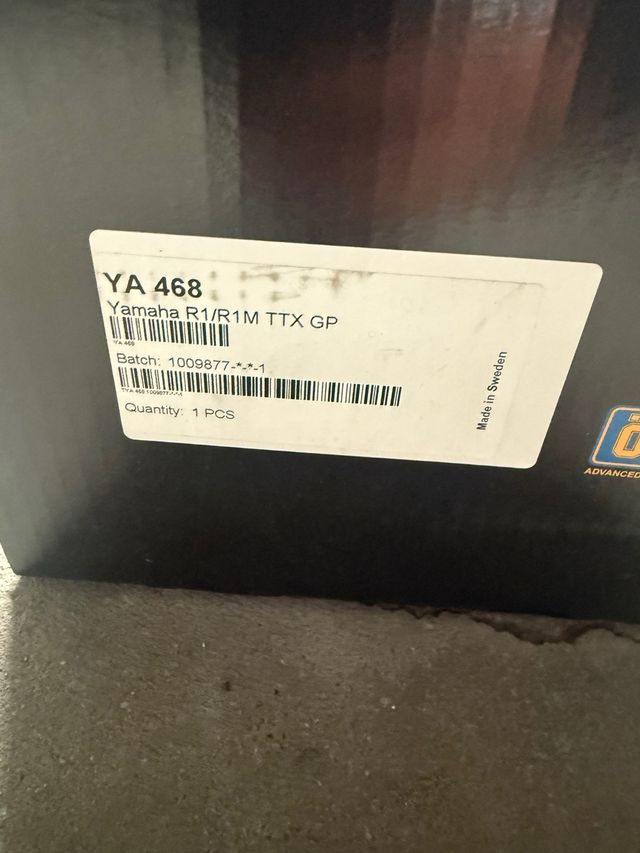 YA 468
Yamaha R1/R1M TTX GP
YA 468
Batch: 1009877-*-*-1
Quantity: 1 PCS
Made in Sweden
ADVANCED